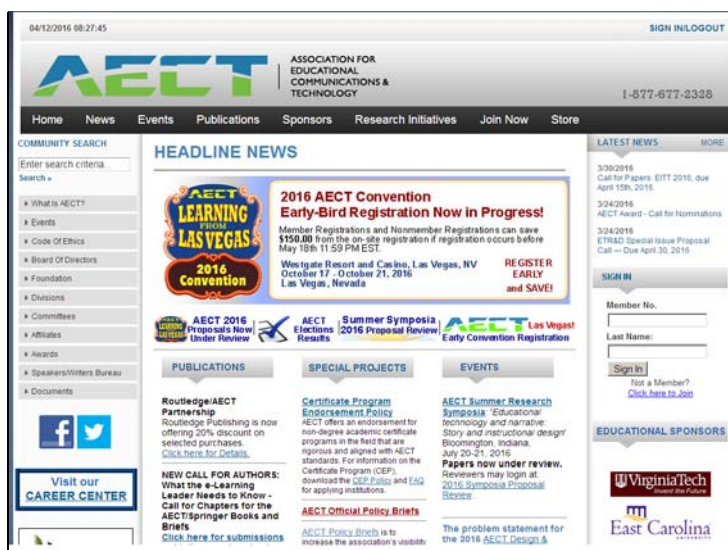 04/12/2016 08:27:45
SIGN IN/LOGOUT
AECT
ASSOCIATION FOR
EDUCATIONAL
COMMUNICATIONS &
TECHNOLOGY
1-877-677-2328
Home News Events Publications Sponsors Research Initiatives Join Now Store
COMMUNITY SEARCH
Enter search criteria..
Search »
What Is AECT?
Events
Code Of Ethics
Board Of Directors
Foundation
Divisions
Committees
Affiliates
Awards
Speakers/Writers Bureau
Documents
f
Visit our
CAREER CENTER
HEADLINE NEWS
AECT
LEARNING
FROM
LAS VEGAS
2016
Convention
2016 AECT Convention
Early-Bird Registration Now in Progress!
Member Registrations and Nonmember Registrations can save
$150.00 from the on-site registration if registration occurs before
May 18th 11:59 PM EST.
Westgate Resort and Casino, Las Vegas, NV
October 17 - October 21, 2016
Las Vegas, Nevada
REGISTER
EARLY
and SAVE!
AECT 2016
Proposals Now
Under Review
AECT
Elections
Results
Summer Symposia
2016 Proposal Review
AECT Las Vegas!
Early Convention Registration
PUBLICATIONS
Routledge/AECT
Partnership
Routledge Publishing is now
offering 20% discount on
selected purchases.
Click here for Details.
NEW CALL FOR AUTHORS:
What the e-Learning
Leader Needs to Know -
Call for Chapters for the
AECT/Springer Books and
Briefs
Click here for submissions
SPECIAL PROJECTS
Certificate Program
Endorsement Policy
AECT offers an endorsement for
non-degree academic certificate
programs in the field that are
rigorous and aligned with AECT
standards. For information on the
Certificate Program (CEP),
download the CEP Policy and FAQ
for applying institutions.
AECT Official Policy Briefs
AECT Policy Briefs is to
increase the association's visibility
EVENTS
AECT Summer Research
Symposia: "Educational
technology and narrative:
Story and instructional design"
Bloomington, Indiana.
July 20-21, 2016
Papers now under review.
Reviewers may login at
2016 Symposia Proposal
Review.
The problem statement for
the 2016 AECT Design &
LATEST NEWS MORE
3/30/2016
Call for Papers: EITT 2016, due
April 15th, 2016.
3/24/2016
AECT Award - Call for Nominations
3/24/2016
ETR&D Special Issue Proposal
Call — Due April 30, 2016
SIGN IN
Member No.
Last Name:
Sign In
Not a Member?
Click here to Join
EDUCATIONAL SPONSORS
VirginiaTech
Invent the Future
East Carolina